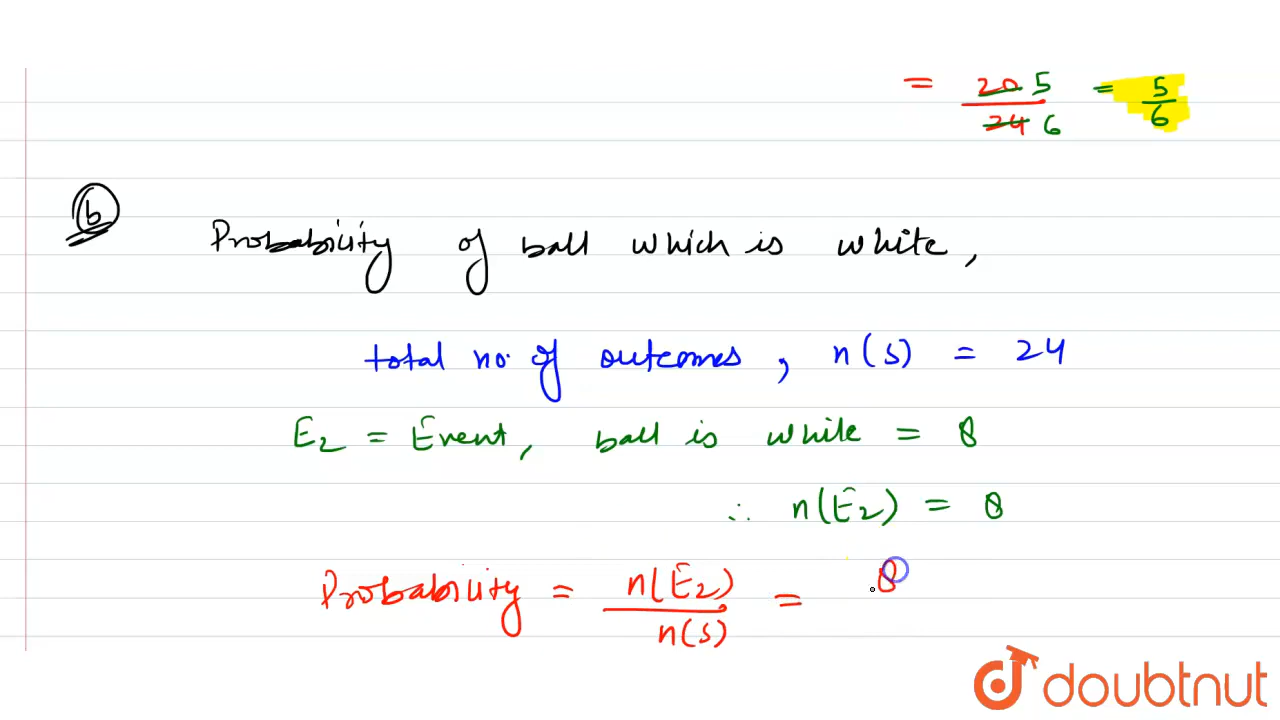 = 20 5 / 24 6 = 5/6
b Probability of ball which is white,
total no. of outcomes, n(s) = 24
E2 = Event, ball is white = 8
∴ n(E2) = 8
Probability = n(E2)/n(s) = 8
doubtnut